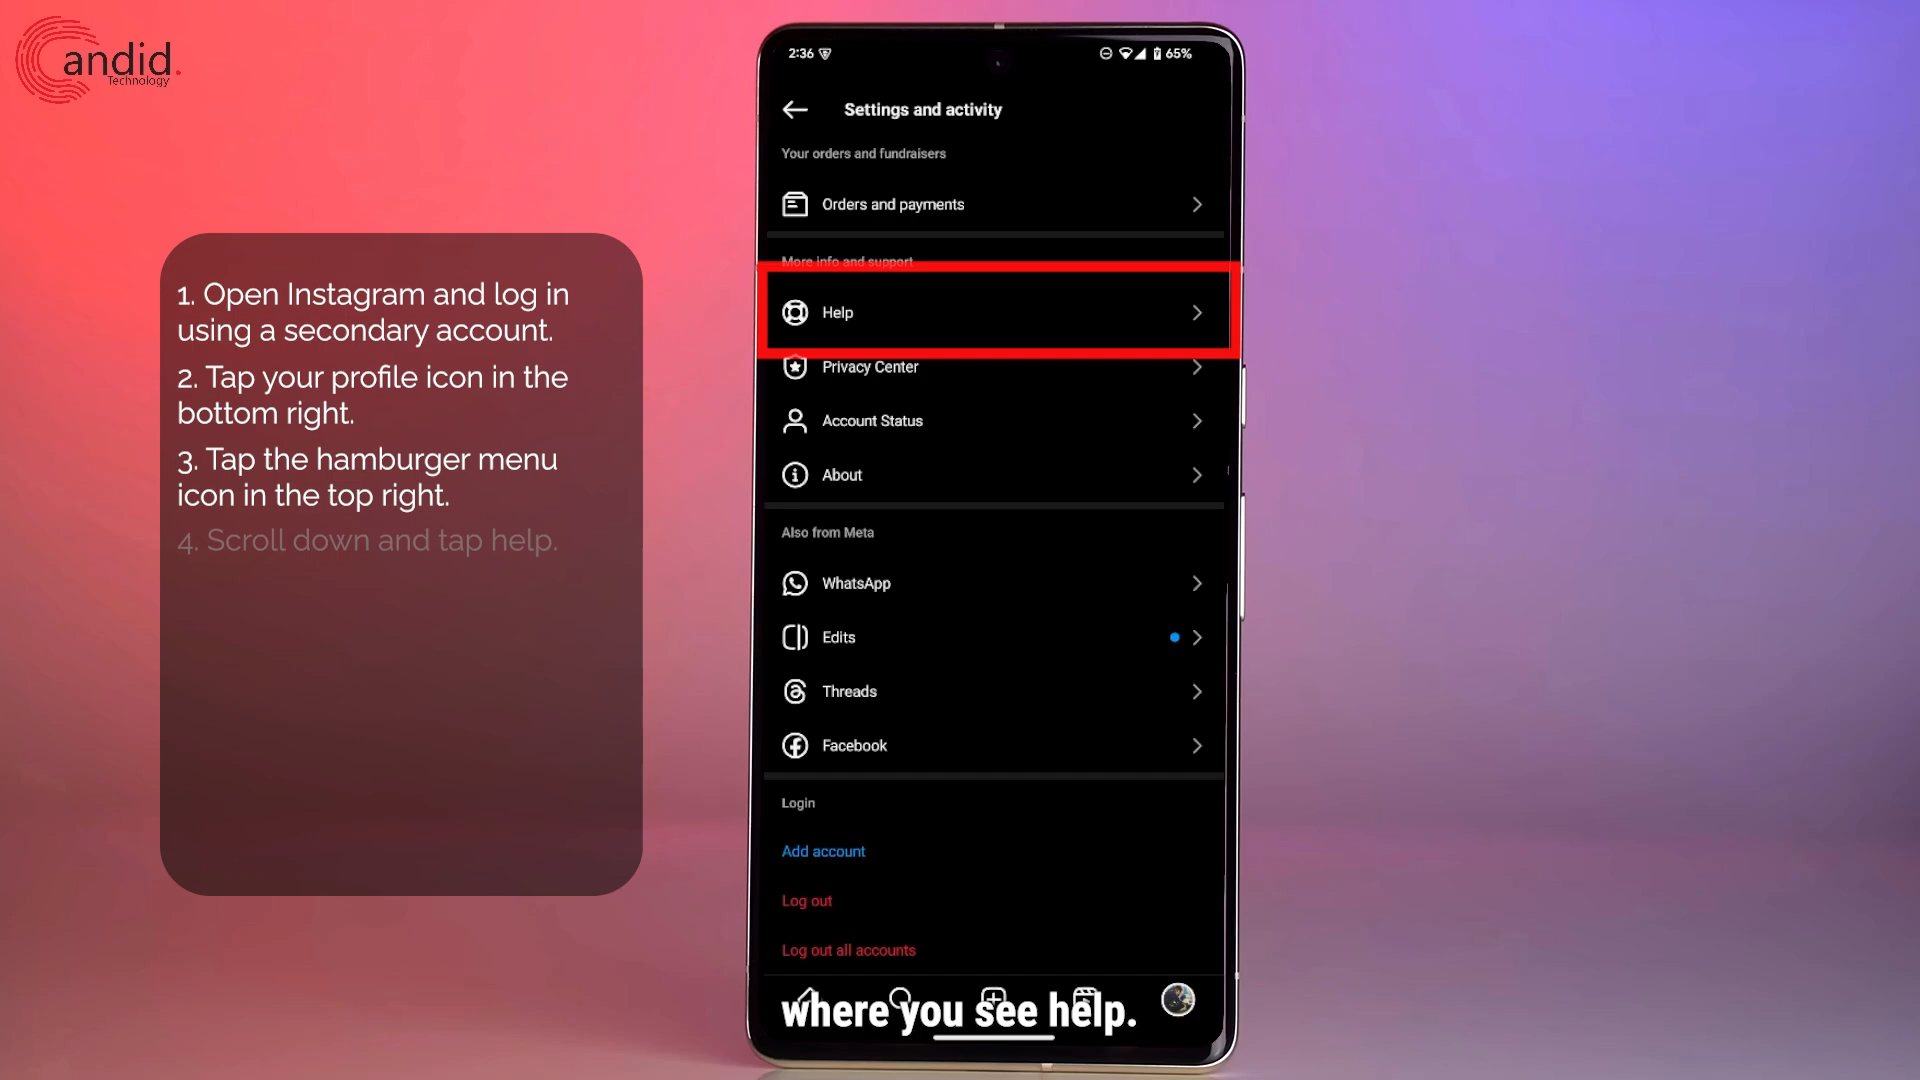 Candid.
Technology
1. Open Instagram and log in
using a secondary account.
2. Tap your profile icon in the
bottom right.
3. Tap the hamburger menu
icon in the top right.
4. Scroll down and tap help.
2:36
65%
Settings and activity
Your orders and fundraisers
Orders and payments
More info and support
Help
Privacy Center
Account Status
About
Also from Meta
WhatsApp
Edits
Threads
Facebook
Login
Add account
Log out
Log out all accounts
where you see help.